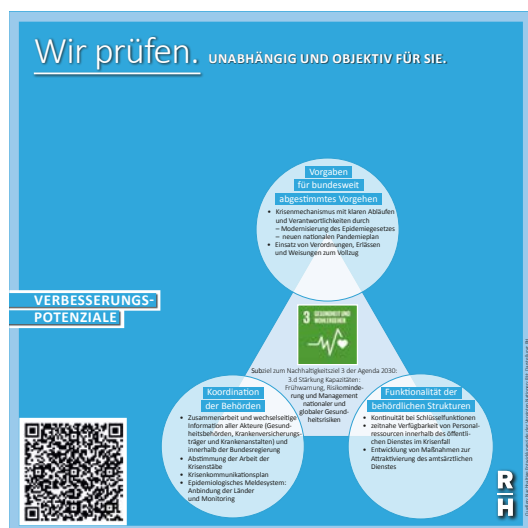 Wir prüfen. UNABHÄNGIG UND OBJEKTIV FÜR SIE.
Vorgaben
für bundesweit
abgestimmtes Vorgehen
• Krisenmechanismus mit klaren Abläufen
und Verantwortlichkeiten durch
– Modernisierung des Epidemiegesetzes
– neuen nationalen Pandemieplan
• Einsatz von Verordnungen, Erlässen
und Weisungen zum Vollzug
VERBESSERUNGS-
POTENZIALE
3 GESUNDHEIT UND
WOHLERGEHEN
Subziel zum Nachhaltigkeitsziel 3 der Agenda 2030:
3.d Stärkung Kapazitäten:
Frühwarnung, Risikominde-
rung und Management
nationaler und
globaler Gesund-
heitsrisiken
Koordination
der Behörden
• Zusammenarbeit und wechselseitige
Information aller Akteure (Gesund-
heitsbehörden, Krankenversicherungs-
träger und Krankenanstalten) und
innerhalb der Bundesregierung
• Abstimmung der Arbeit der
Krisenstäbe
• Krisenkommunikationsplan
• Epidemiologisches Meldesystem:
Anbindung der Länder
und Monitoring
Funktionalität der
behördlichen Strukturen
• Kontinuität bei Schlüsselfunktionen
• zeitnahe Verfügbarkeit von Personal-
ressourcen innerhalb des öffentli-
chen Dienstes im Krisenfall
• Entwicklung von Maßnahmen zur
Attraktivierung des amtsärztlichen
Dienstes
R
H